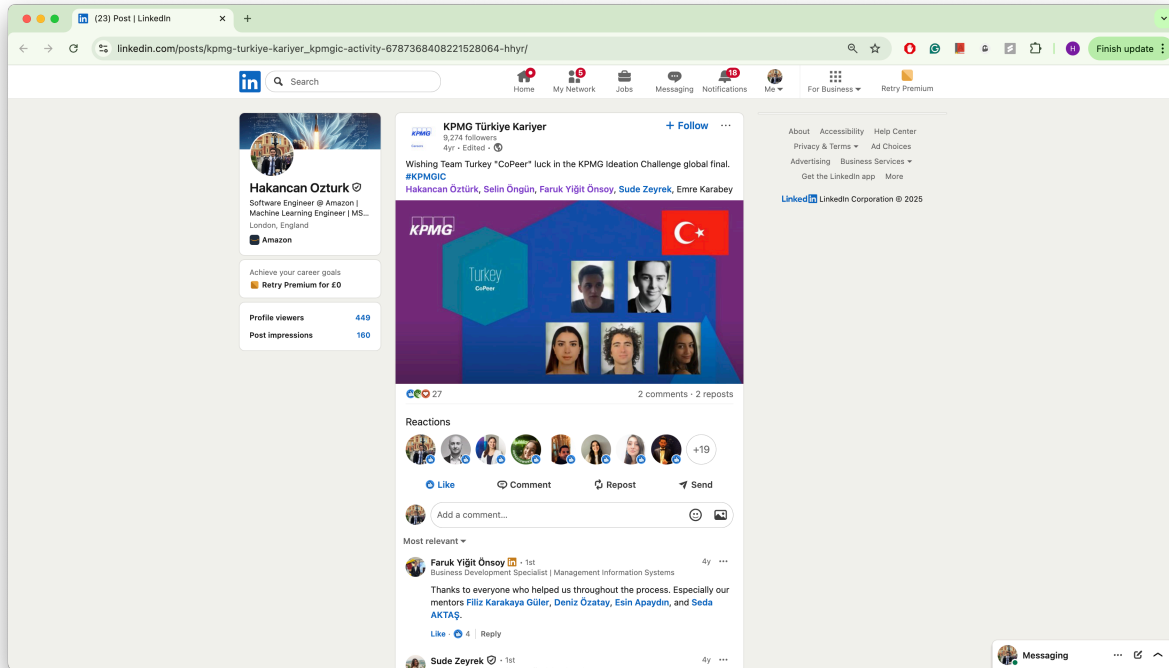 (23) Post | LinkedIn
linkedin.com/posts/kpmg-turkiye-kariyer_kpmgic-activity-6787368408221528064-hhyr/
H
Finish update
in
Search
Home
5
My Network
Jobs
Messaging
18
Notifications
Me
For Business
Retry Premium
Hakancan Ozturk
Software Engineer @ Amazon |
Machine Learning Engineer | MS...
London, England
Amazon
Achieve your career goals
Retry Premium for £0
Profile viewers 449
Post impressions 160
KPMG
KPMG Türkiye Kariyer
9,274 followers
4yr • Edited •
+ Follow
Wishing Team Turkey "CoPeer" luck in the KPMG Ideation Challenge global final.
#KPMGIC
Hakancan Öztürk, Selin Öngün, Faruk Yiğit Önsoy, Sude Zeyrek, Emre Karabey
KPMG
Turkey
CoPeer
27
2 comments · 2 reposts
Reactions
+19
Like
Comment
Repost
Send
Add a comment...
Most relevant
Faruk Yiğit Önsoy in • 1st
4y
Business Development Specialist | Management Information Systems
Thanks to everyone who helped us throughout the process. Especially our
mentors Filiz Karakaya Güler, Deniz Özatay, Esin Apaydın, and Seda
AKTAŞ.
Like · 4 | Reply
Sude Zeyrek • 1st
4y
About Accessibility Help Center
Privacy & Terms Ad Choices
Advertising Business Services
Get the LinkedIn app More
LinkedIn LinkedIn Corporation © 2025
Messaging